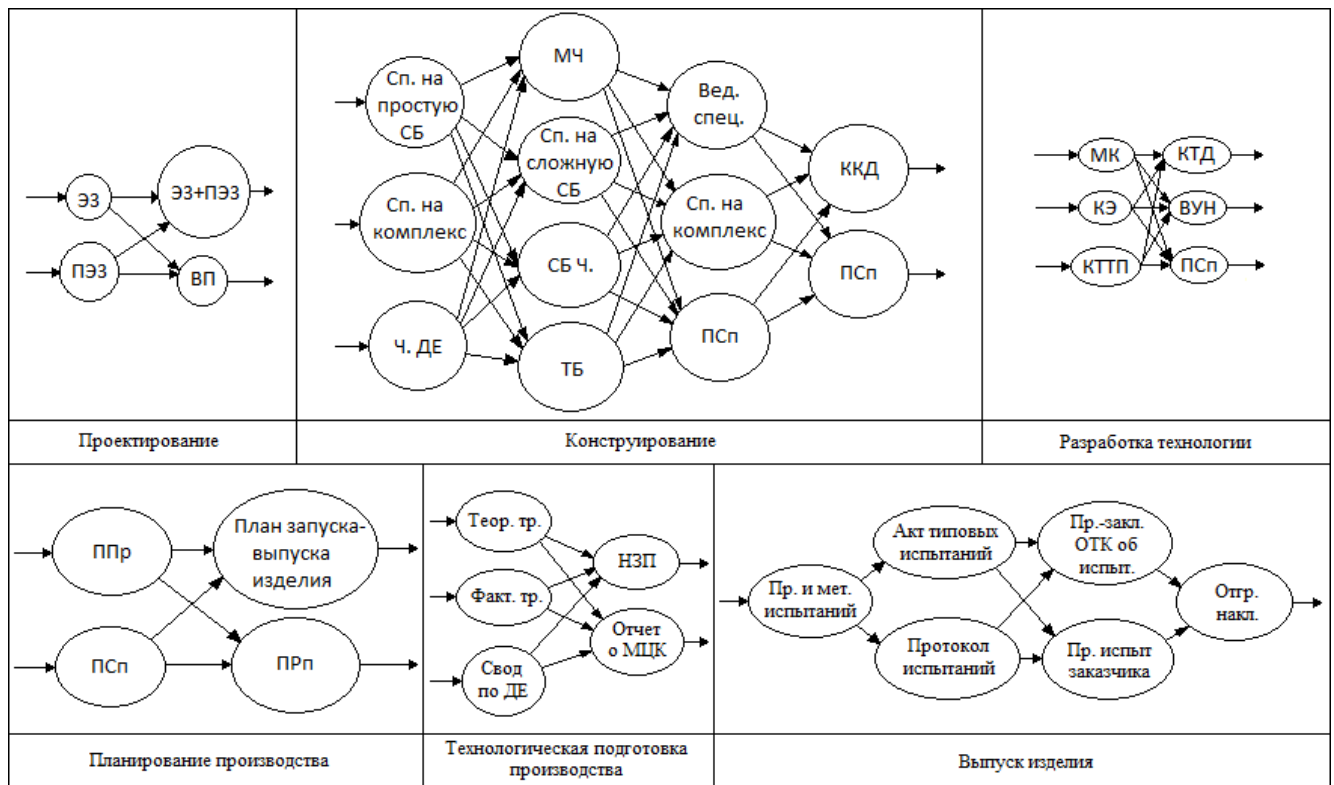 ЭЗ
ПЭЗ
ЭЗ+ПЭЗ
ВП
Сп. на
простую
СБ
Сп. на
комплекс
Ч. ДЕ
МЧ
Сп. на
сложную
СБ
СБ Ч.
ТБ
Вед.
спец.
Сп. на
комплекс
ПСп
ККД
ПСп
МК
КЭ
КТТП
КТД
ВУН
ПСп
Проектирование
Конструирование
Разработка технологии
ППр
ПСп
План запуска-
выпуска
изделия
ПРп
Теор. тр.
Факт. тр.
Свод
по ДЕ
НЗП
Отчет
о МЦК
Пр. и мет.
испытаний
Акт типовых
испытаний
Протокол
испытаний
Пр.-закл.
ОТК об
испыт.
Пр. испыт
заказчика
Отгр.
накл.
Планирование производства
Технологическая подготовка
производства
Выпуск изделия